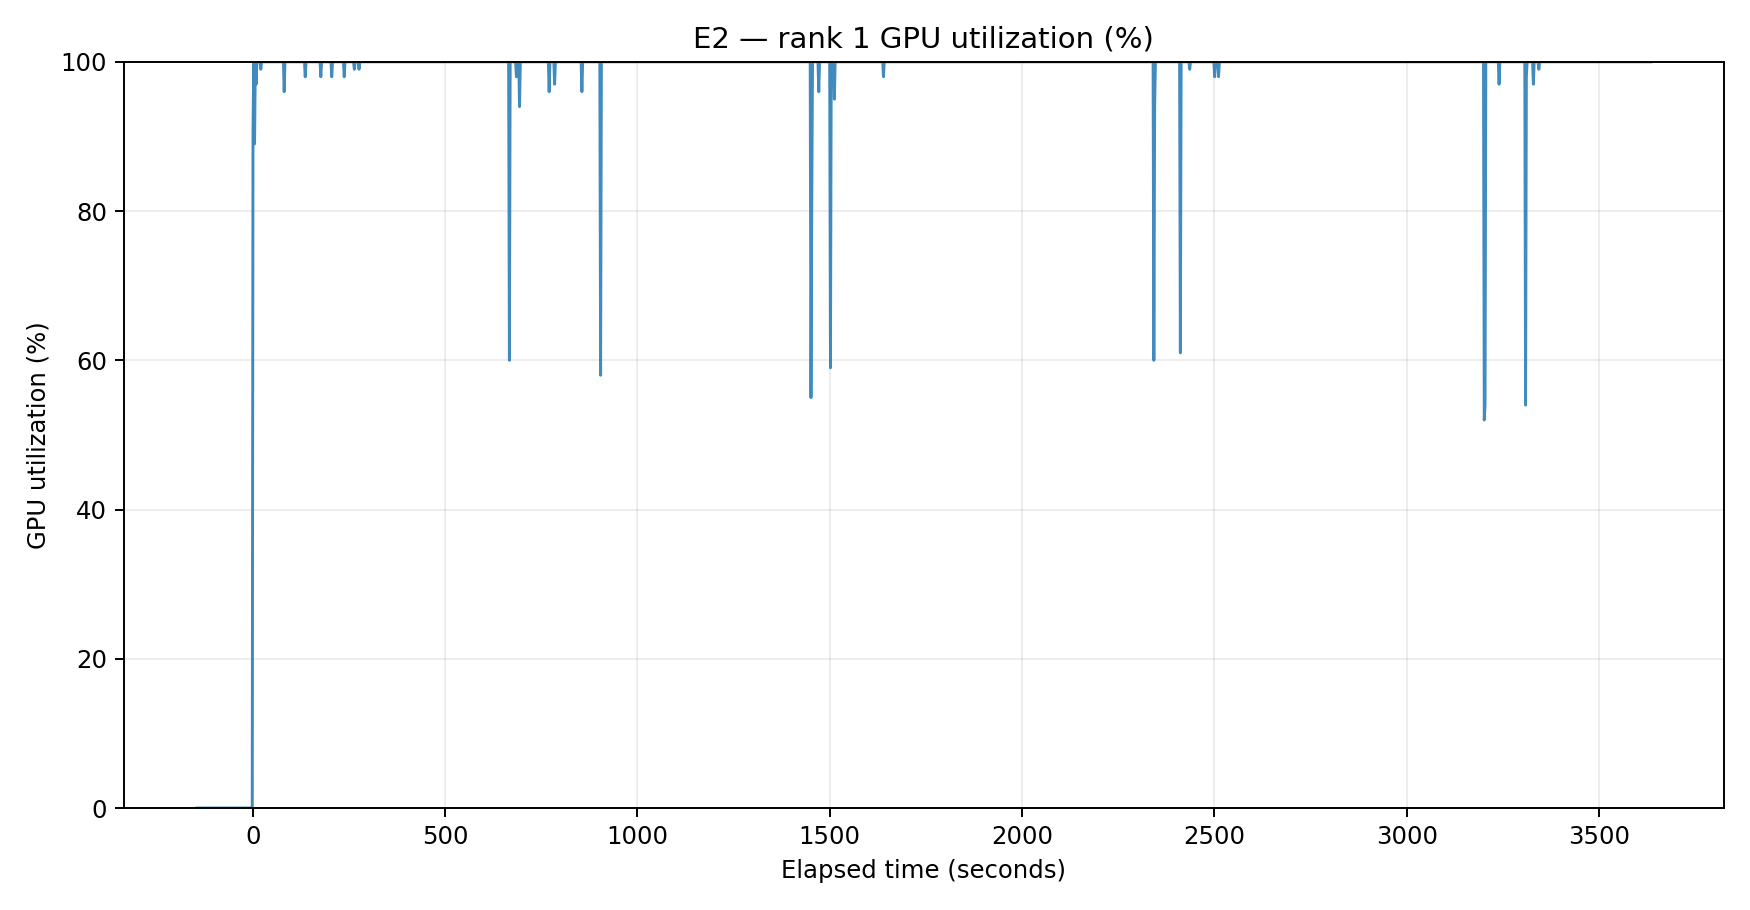 E2 — rank 1 GPU utilization (%)
100
80
60
40
20
0
GPU utilization (%)
0 500 1000 1500 2000 2500 3000 3500
Elapsed time (seconds)